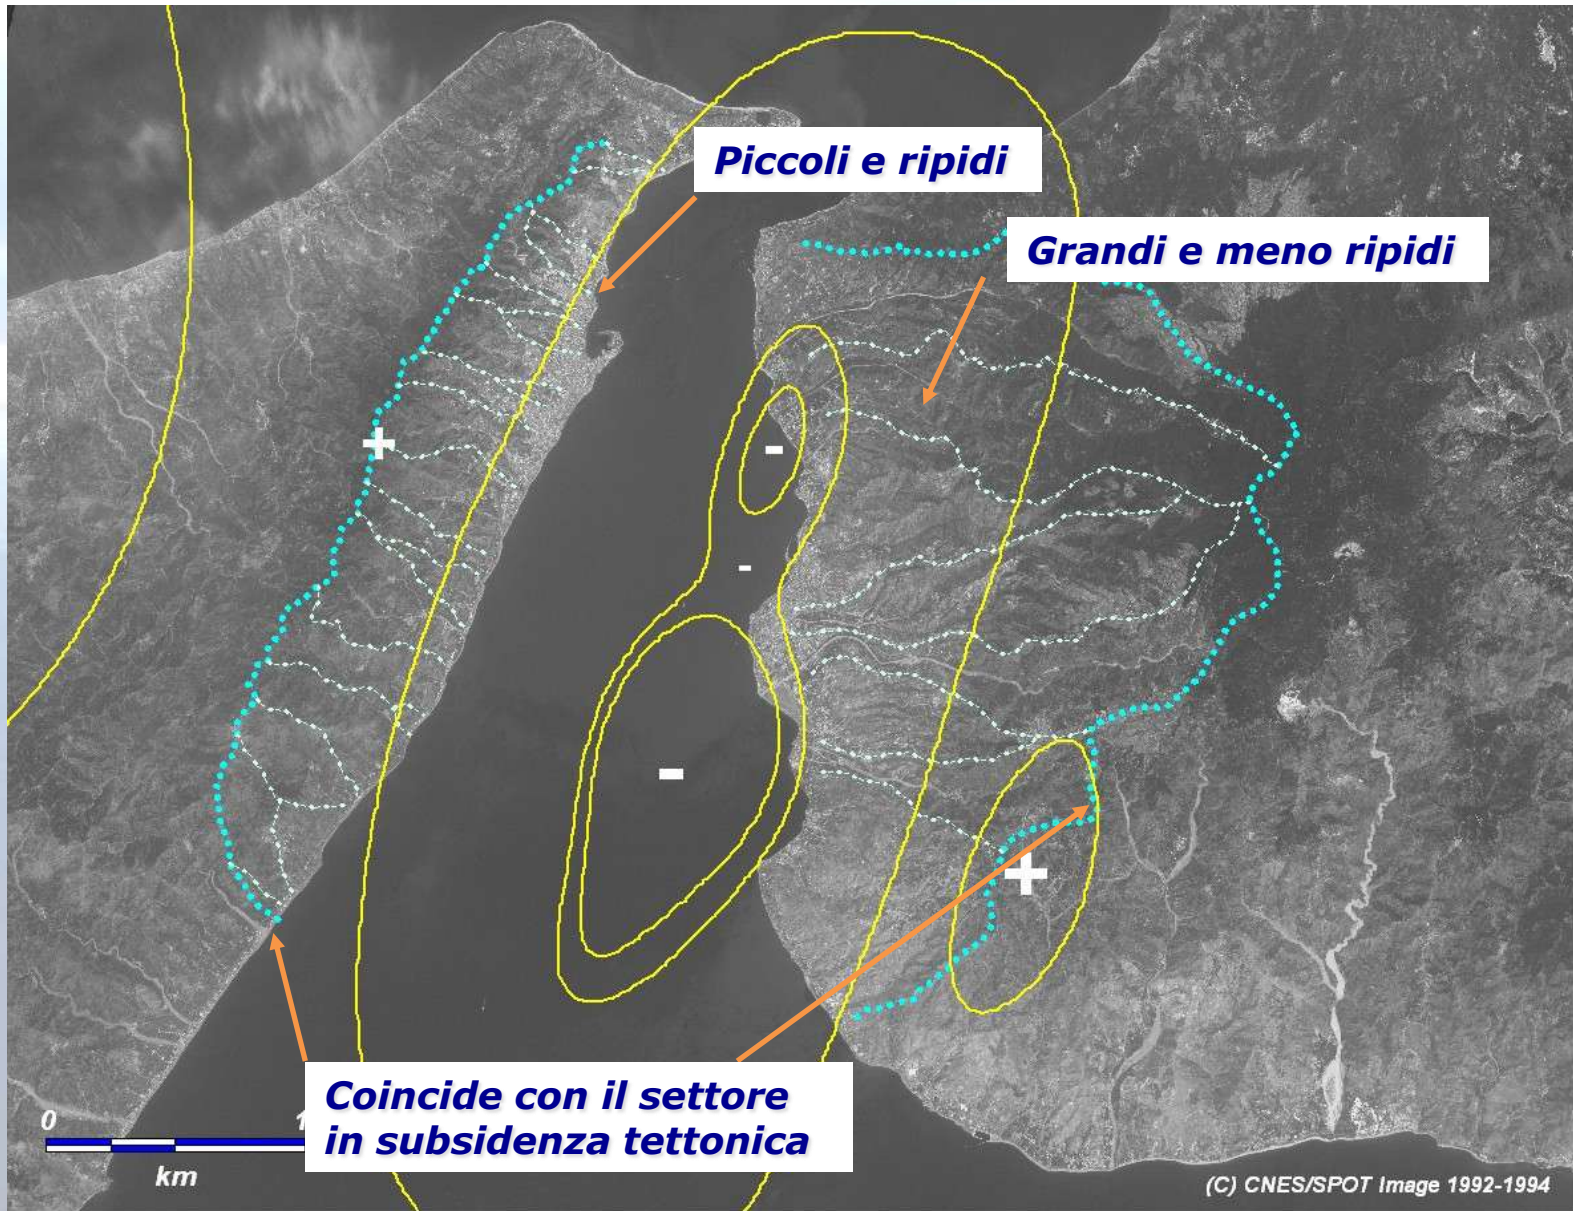 Piccoli e ripidi
Grandi e meno ripidi
+
-
-
-
+
Coincide con il settore
in subsidenza tettonica
0
km
(C) CNES/SPOT Image 1992-1994